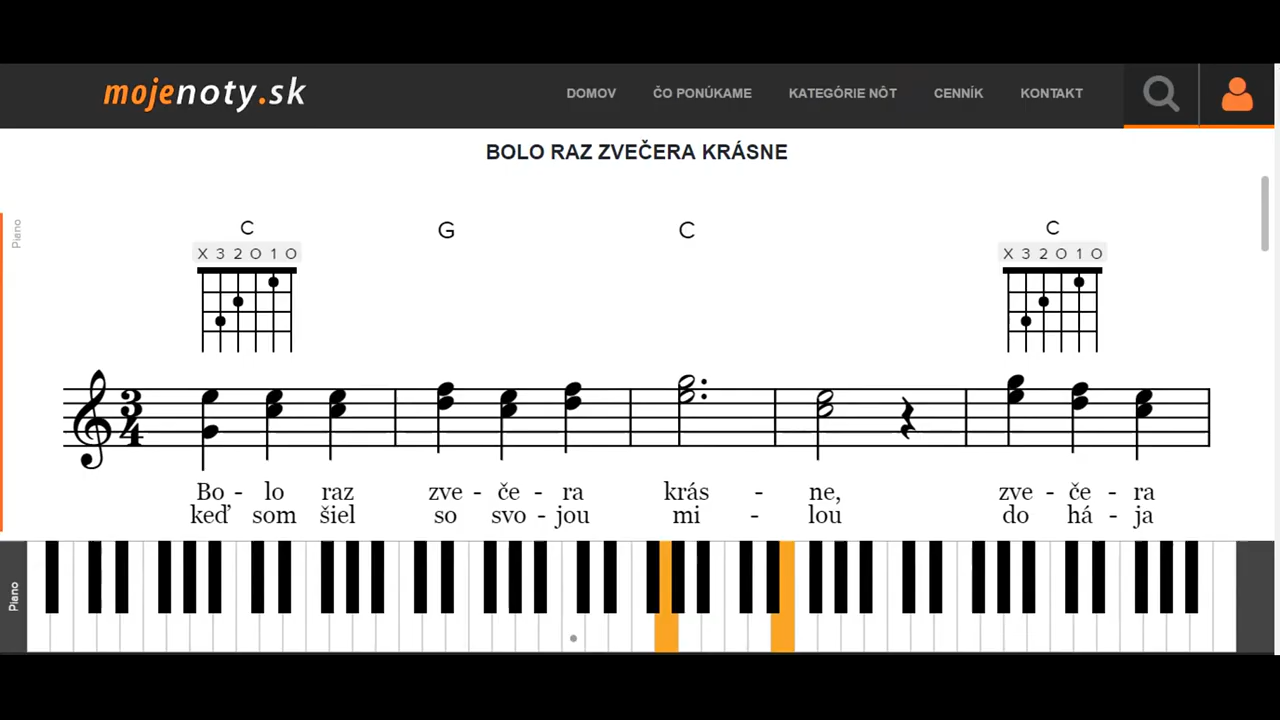 mojenoty.sk
DOMOV ČO PONÚKAME KATEGÓRIE NÔT CENNÍK KONTAKT
BOLO RAZ ZVEČERA KRÁSNE
Piano
C G C C
X 3 2 O 1 O X 3 2 O 1 O
3
4
Bo - lo raz zve - če - ra krás - ne, zve - če - ra
keď som šiel so svo - jou mi - lou do há - ja
Piano